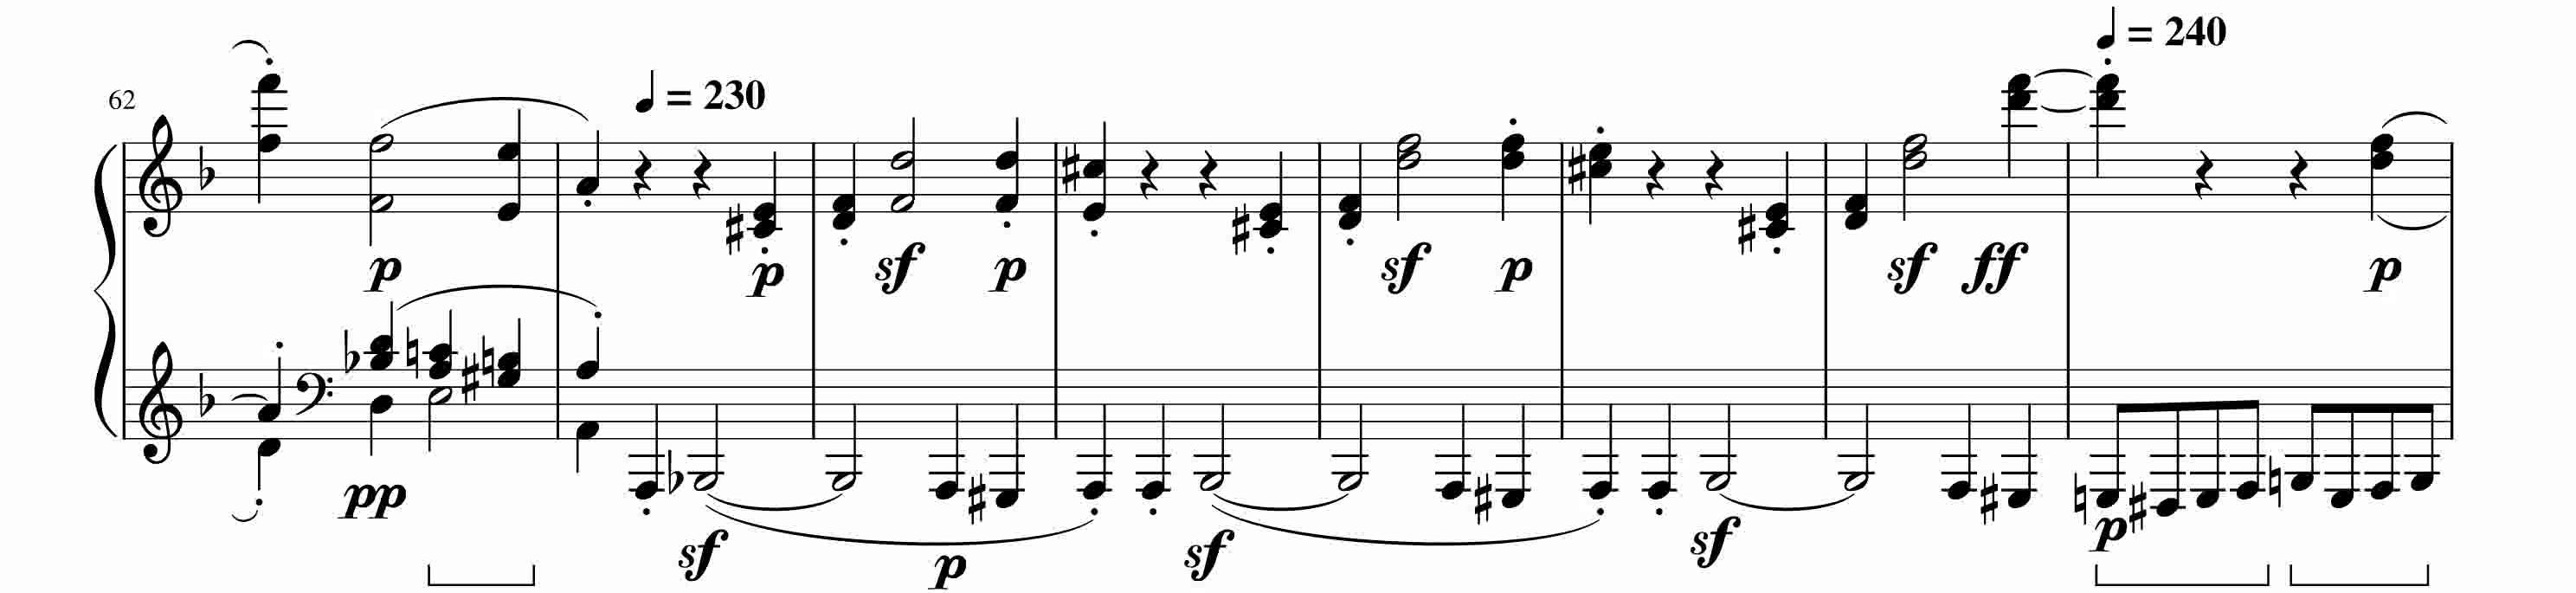 = 240
62
= 230
p p sf p sf p sf ff p
pp sf p sf sf p